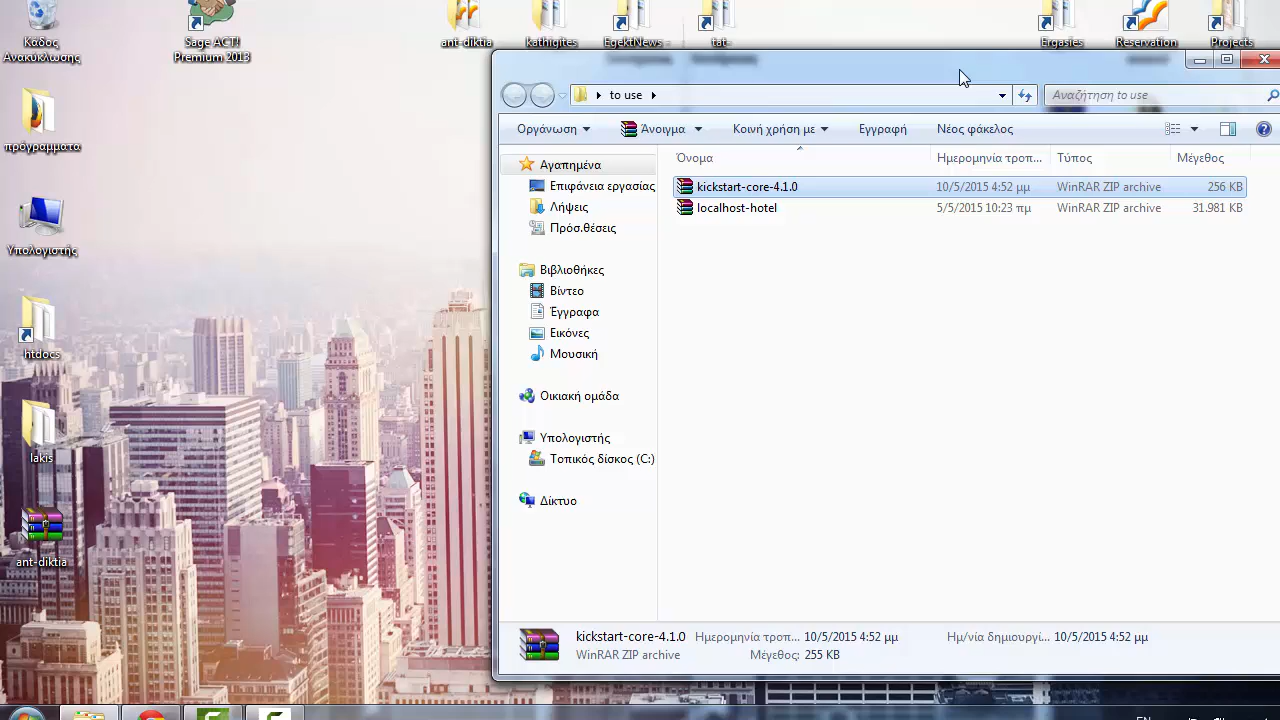 Κάδος
Ανακύκλωσης
Sage ACT!
Premium 2013
ant-diktia
kathigites
EgektNews -
tat-
Ergasies
Reservation
Projects
προγραμματα
Υπολογιστής
htdocs
lakis
ant-diktia
to use
Αναζήτηση to use
Οργάνωση
Άνοιγμα
Κοινή χρήση με
Εγγραφή
Νέος φάκελος
Όνομα
Ημερομηνία τροπ...
Τύπος
Μέγεθος
kickstart-core-4.1.0
10/5/2015 4:52 μμ
WinRAR ZIP archive
256 KB
localhost-hotel
5/5/2015 10:23 πμ
WinRAR ZIP archive
31.981 KB
Αγαπημένα
Επιφάνεια εργασίας
Λήψεις
Πρόσ.θέσεις
Βιβλιοθήκες
Βίντεο
Έγγραφα
Εικόνες
Μουσική
Οικιακή ομάδα
Υπολογιστής
Τοπικός δίσκος (C:)
Δίκτυο
kickstart-core-4.1.0
Ημερομηνία τροπ... 10/5/2015 4:52 μμ
Ημ/νία δημιουργί... 10/5/2015 4:52 μμ
WinRAR ZIP archive
Μέγεθος: 255 KB